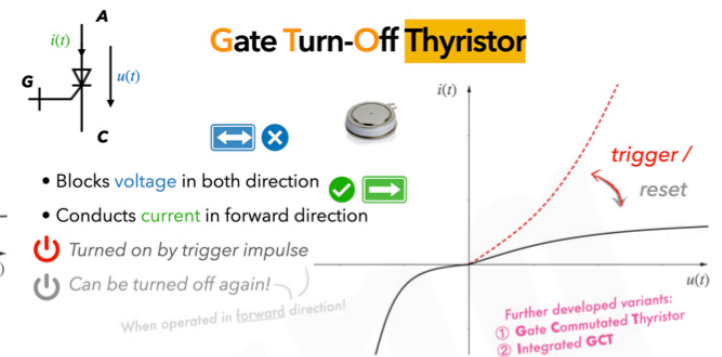 A
i(t)
G
u(t)
C
Gate Turn-Off Thyristor
• Blocks voltage in both direction
• Conducts current in forward direction
Turned on by trigger impulse
Can be turned off again!
When operated in forward direction!
i(t)
trigger /
reset
u(t)
Further developed variants:
① Gate Commutated Thyristor
② Integrated GCT
)